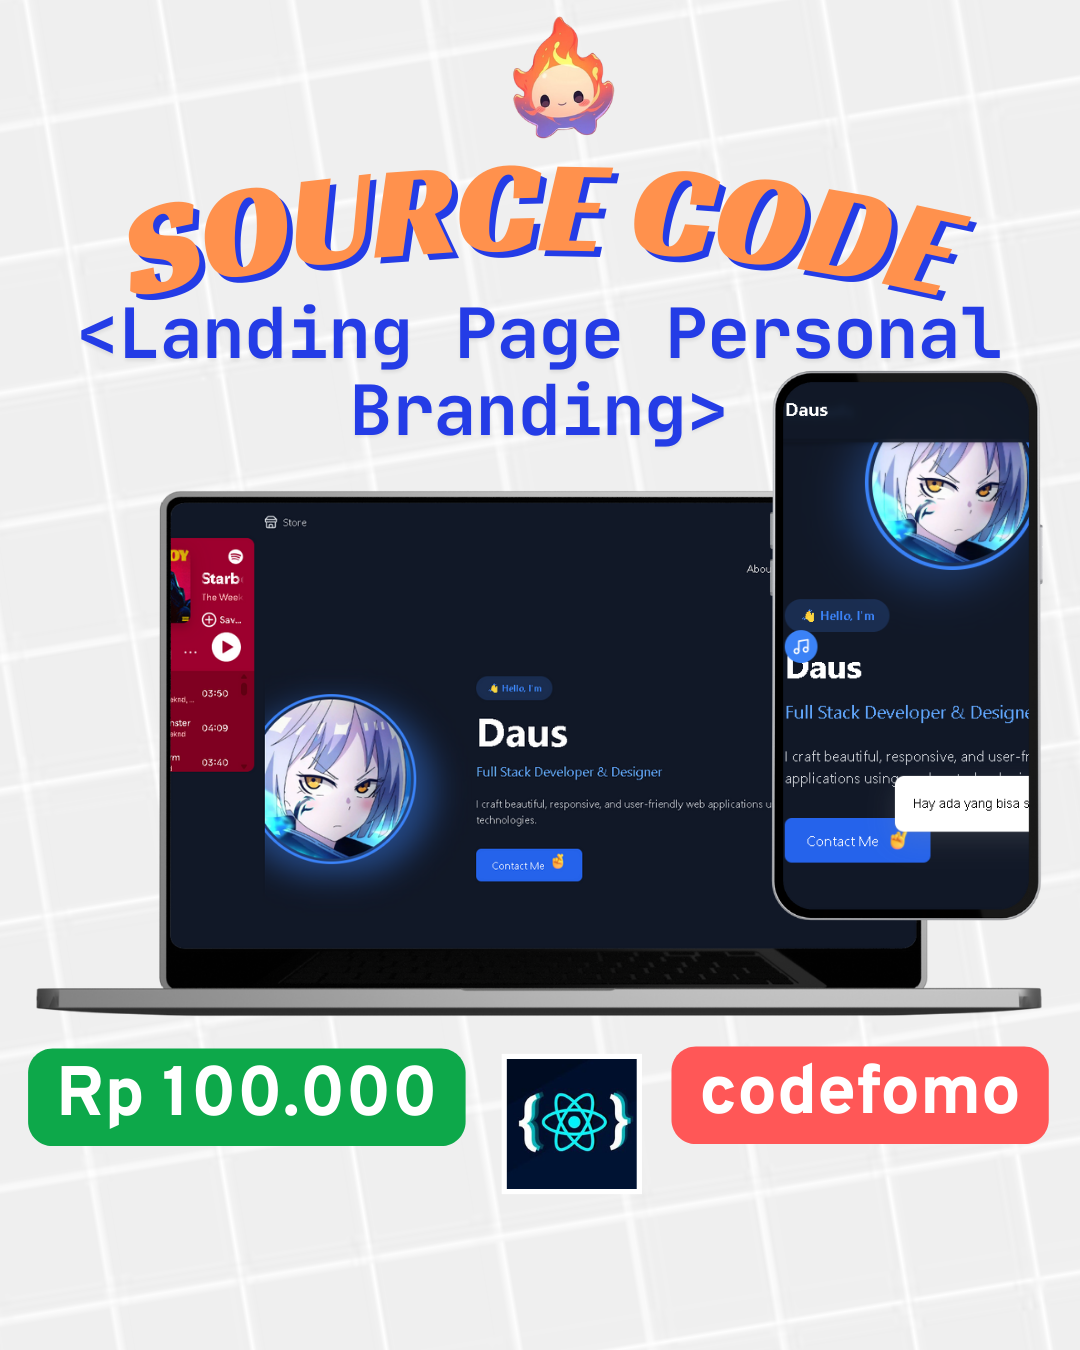 SOURCE CODE
<Landing Page Personal
Branding>
Store
OY
Starb
The Week
Sav...
03:50
04:09
03:40
👋 Hello, I'm
Daus
Full Stack Developer & Designer
I craft beautiful, responsive, and user-friendly web applications u
technologies.
Contact Me
Daus
👋 Hello, I'm
Daus
Full Stack Developer & Designe
I craft beautiful, responsive, and user-fr
applications using
Hay ada yang bisa s
Contact Me
Rp 100.000
{ }
codefomo